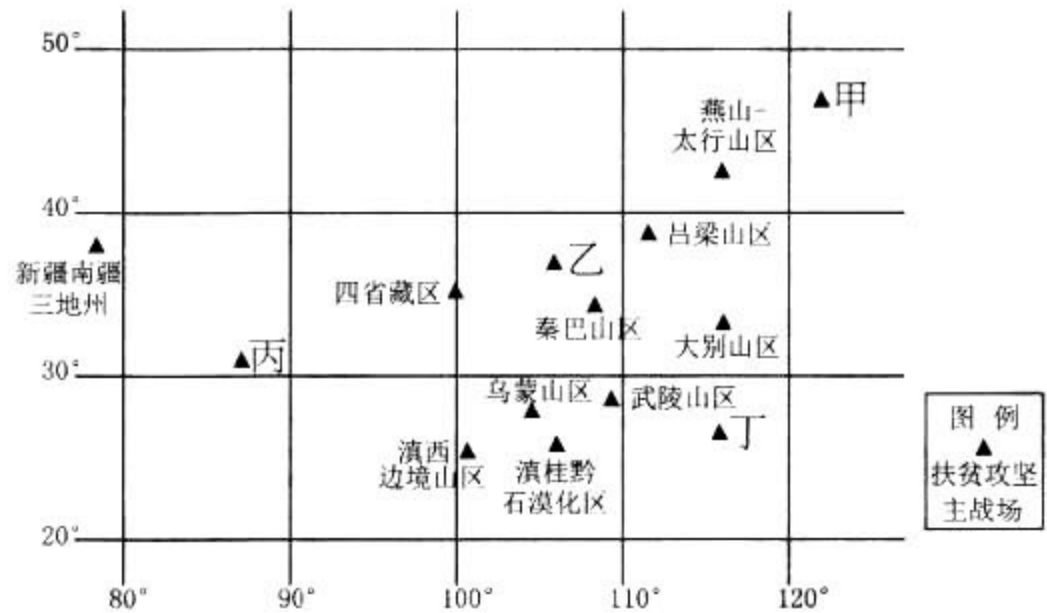 50°
甲
燕山-
太行山区
40°
吕梁山区
新疆南疆
三地州
乙
四省藏区
秦巴山区
大别山区
丙
30°
乌蒙山区
武陵山区
丁
滇西
边境山区
滇桂黔
石漠化区
图 例
扶贫攻坚
主战场
20°
80°
90°
100°
110°
120°